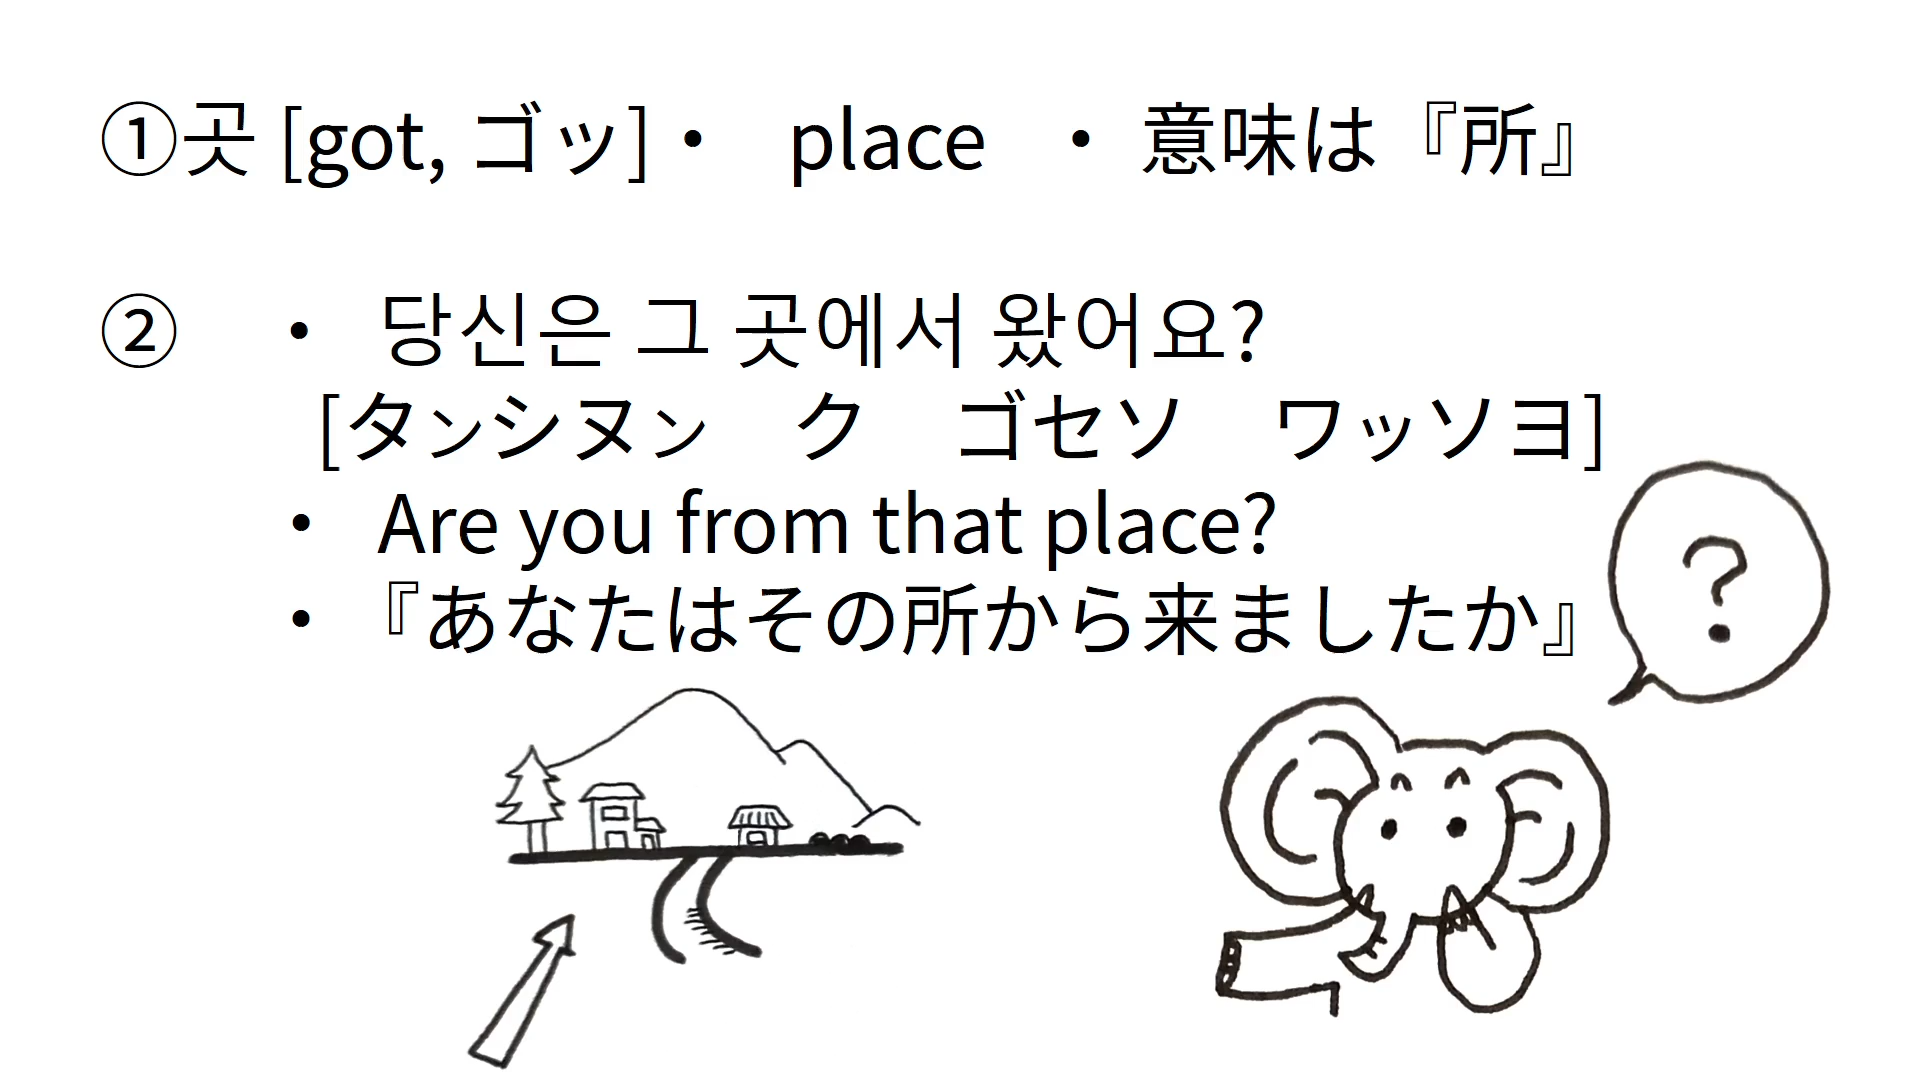 ①곳 [got, ゴッ]・ place ・意味は『所』
② ・ 당신은 그 곳에서 왔어요?
[タンシヌン ク ゴセソ ワッソヨ]
・ Are you from that place?
・ 『あなたはその所から来ましたか』
?